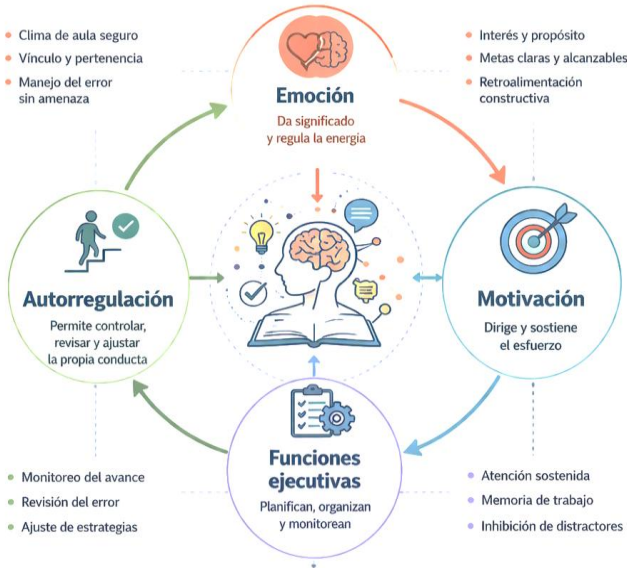 Clima de aula seguro
Vínculo y pertenencia
Manejo del error
sin amenaza
Emoción
Da significado
y regula la energía
Interés y propósito
Metas claras y alcanzables
Retroalimentación
constructiva
Autorregulación
Permite controlar,
revisar y ajustar
la propia conducta
Motivación
Dirige y sostiene
el esfuerzo
Funciones
ejecutivas
Planifican, organizan
y monitorean
Monitoreo del avance
Revisión del error
Ajuste de estrategias
Atención sostenida
Memoria de trabajo
Inhibición de distractores